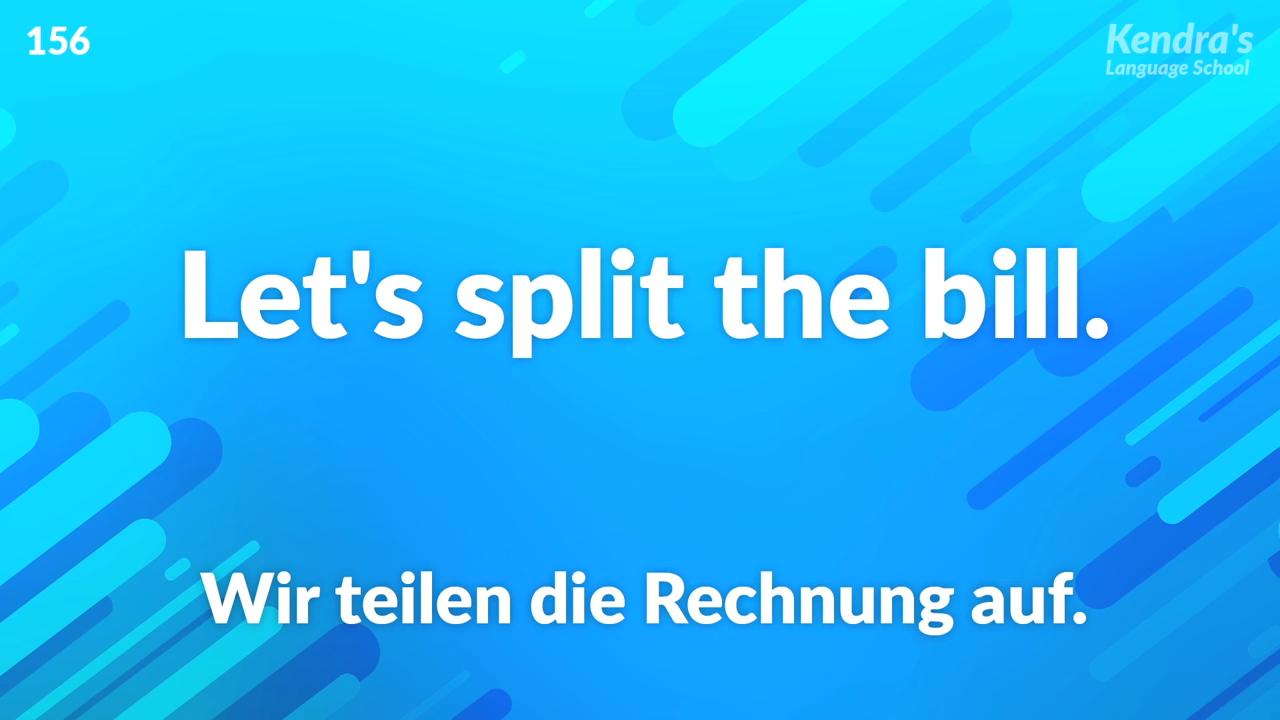 156
Kendra's
Language School
Let's split the bill.
Wir teilen die Rechnung auf.